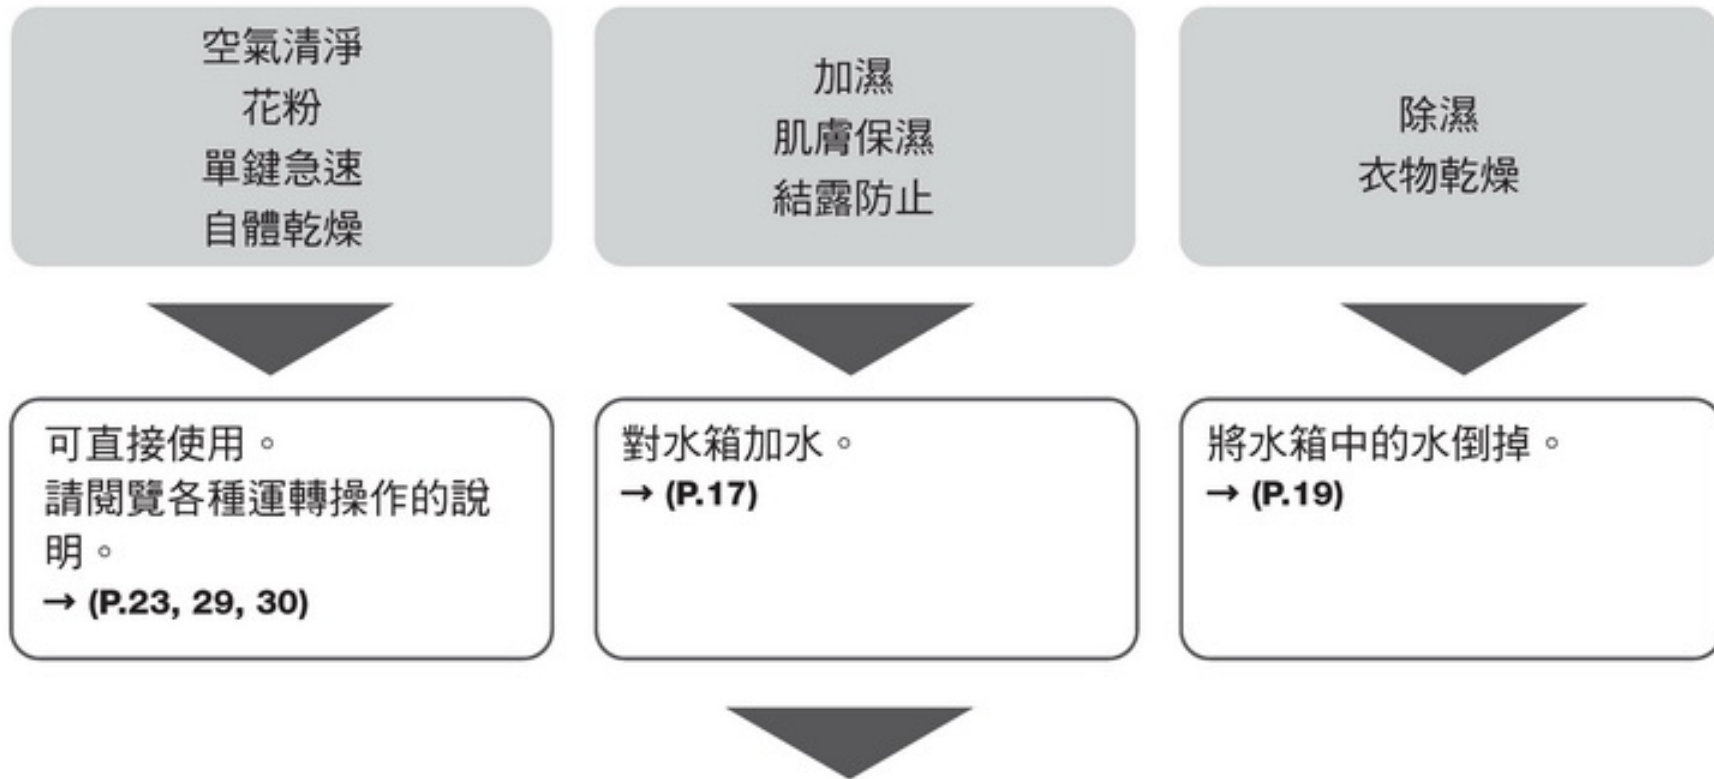 空氣清淨
花粉
單鍵急速
自體乾燥
加濕
肌膚保濕
結露防止
除濕
衣物乾燥
可直接使用。
請閱覽各種運轉操作的說
明。
→ (P.23, 29, 30)
對水箱加水。
→ (P.17)
將水箱中的水倒掉。
→ (P.19)